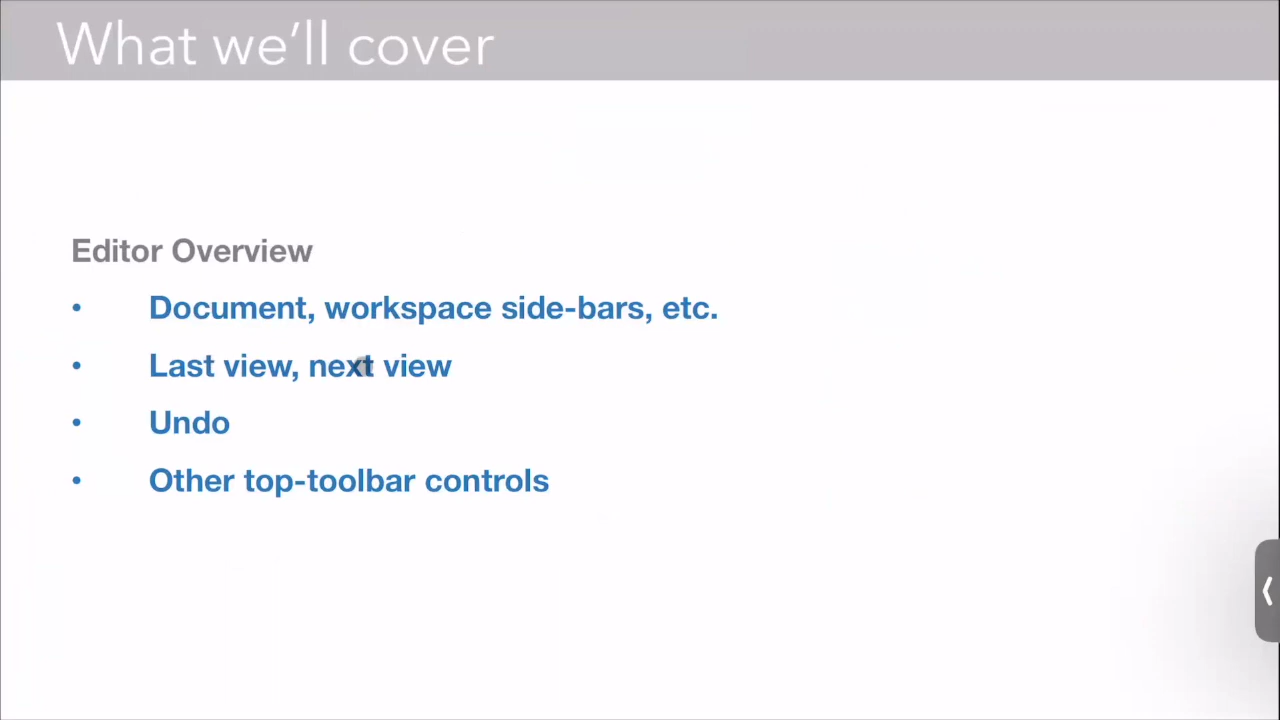 What we’ll cover
Editor Overview
• Document, workspace side-bars, etc.
• Last view, next view
• Undo
• Other top-toolbar controls